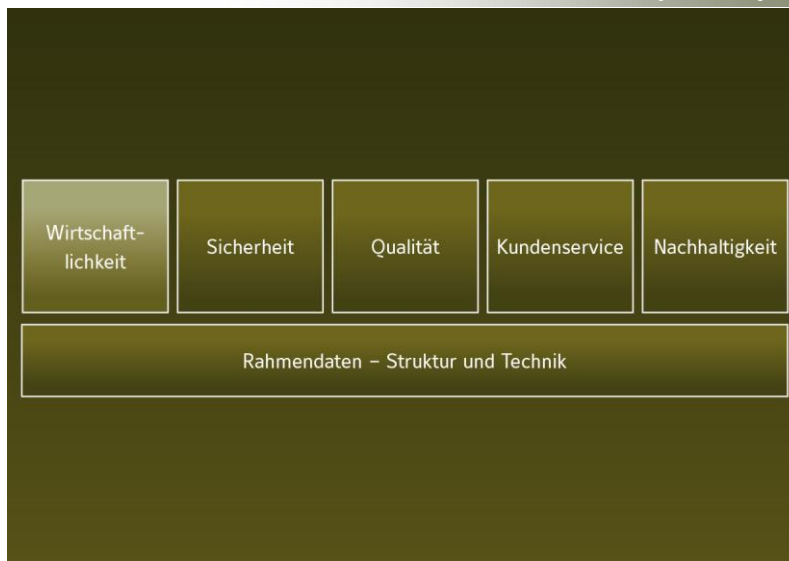 Wirtschaft-
lichkeit
Sicherheit
Qualität
Kundenservice
Nachhaltigkeit
Rahmendaten – Struktur und Technik